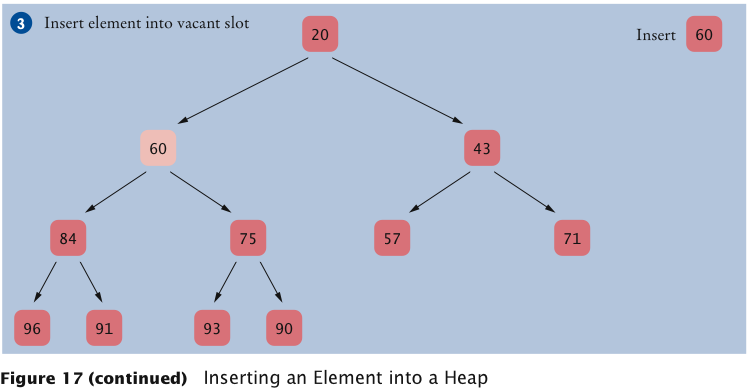 3 Insert element into vacant slot
Insert 60
20
60 43
84 75 57 71
96 91 93 90
Figure 17 (continued) Inserting an Element into a Heap